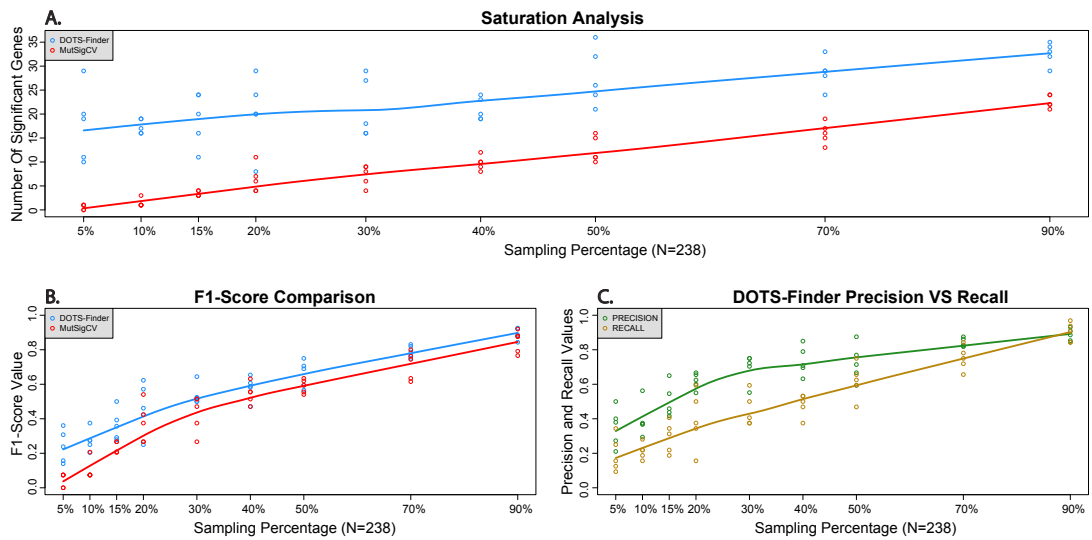 A.
Saturation Analysis
Number Of Significant Genes
DOTS-Finder
MutSigCV
35
30
25
20
15
10
5
0
5% 10% 15% 20% 30% 40% 50% 70% 90%
Sampling Percentage (N=238)
B.
F1-Score Comparison
F1-Score Value
DOTS-Finder
MutSigCV
1.0
0.8
0.6
0.4
0.2
0.0
5% 10% 15% 20% 30% 40% 50% 70% 90%
Sampling Percentage (N=238)
C.
DOTS-Finder Precision VS Recall
Precision and Recall Values
PRECISION
RECALL
1.0
0.8
0.6
0.4
0.2
0.0
5% 10% 15% 20% 30% 40% 50% 70% 90%
Sampling Percentage (N=238)